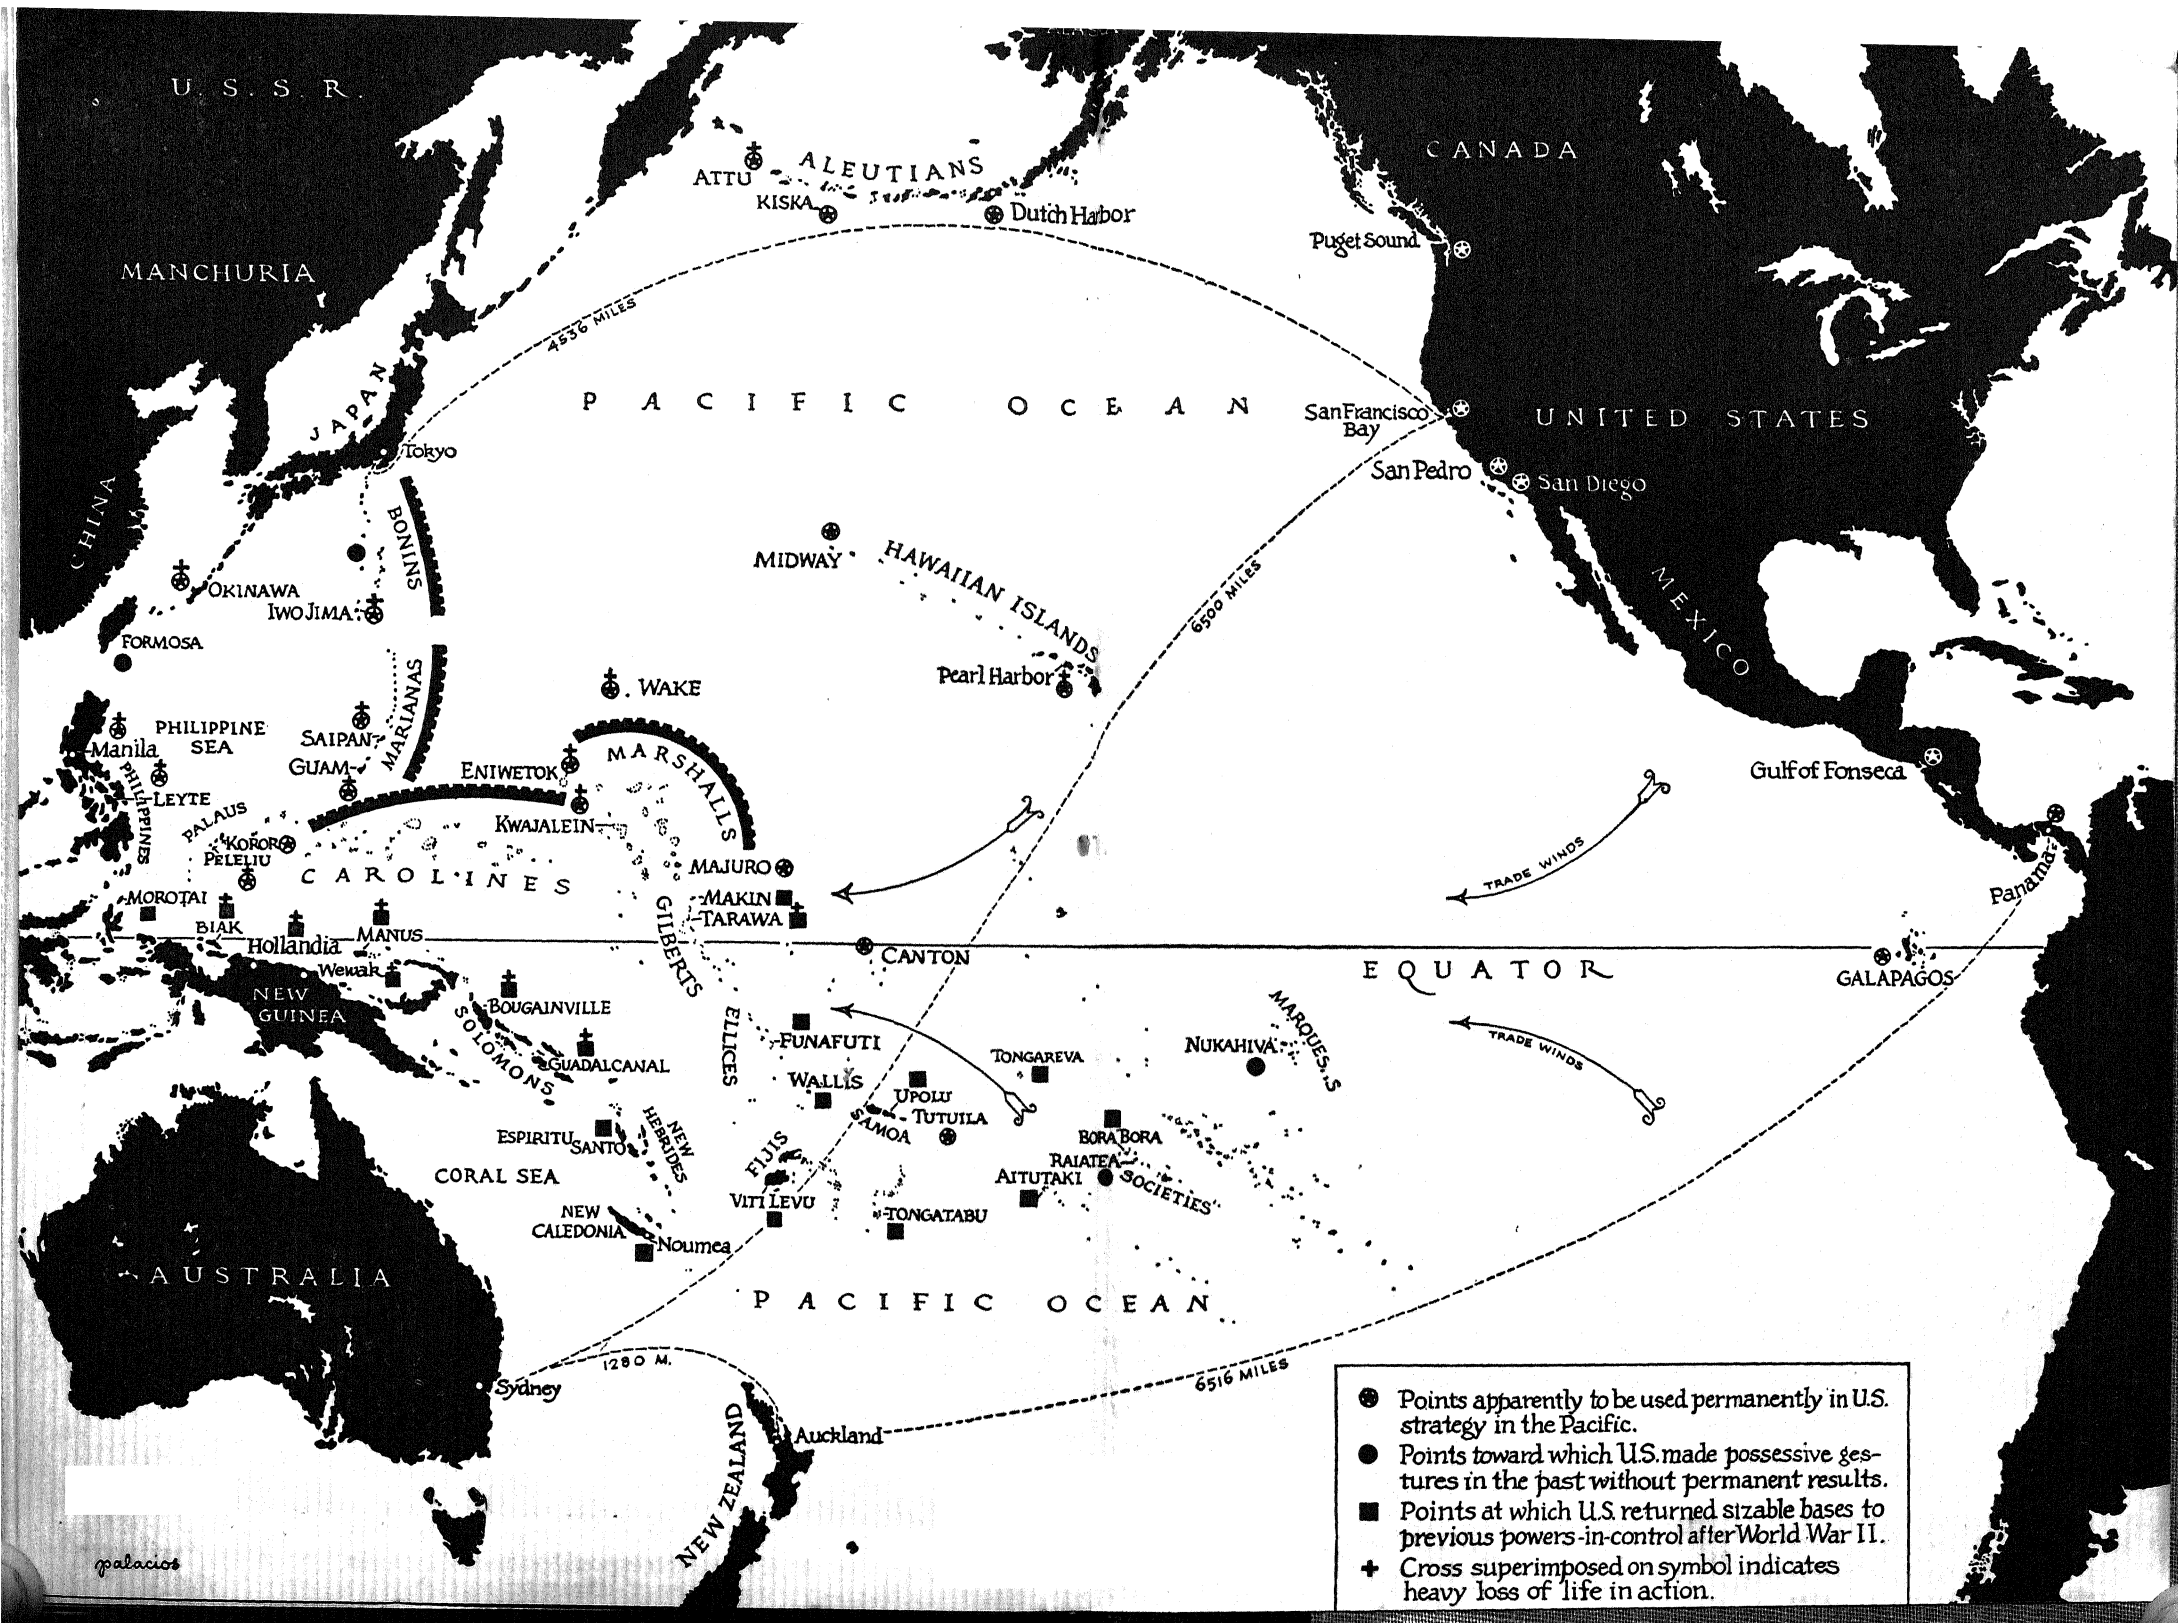 U. S. S. R.
CANADA
ALEUTIANS
ATTU
KISKA
Dutch Harbor
Puget Sound
MANCHURIA
4536 MILES
JAPAN
PACIFIC OCEAN
San Francisco
Bay
UNITED STATES
Tokyo
San Pedro
San Diego
CHINA
BONINS
MIDWAY
HAWAIIAN ISLANDS
6500 MILES
MEXICO
OKINAWA
IWO JIMA
FORMOSA
MARIANAS
WAKE
Pearl Harbor
PHILIPPINE
SEA
Manila
SAIPAN
GUAM
ENIWETOK
MARSHALLS
Gulf of Fonseca
PHILIPPINES
LEYTE
PALAUS
KWAJALEIN
KOROR
PELELIU
CAROLINES
MAJURO
TRADE WINDS
Panama
MOROTAI
MAKIN
TARAWA
BIAK
Hollandia
MANUS
GILBERTS
CANTON
EQUATOR
GALAPAGOS
Wewak
NEW
GUINEA
BOUGAINVILLE
SOLOMONS
GUADALCANAL
ELLICES
FUNAFUTI
MARQUES..S
NUKAHIVA
TRADE WINDS
TONGAREVA
WALLIS
UPOLU
TUTUILA
SAMOA
NEW
HEBRIDES
ESPIRITU
SANTO
BORA BORA
CORAL SEA
FIJIS
RAIATEA
AITUTAKI
SOCIETIES
VITI LEVU
TONGATABU
NEW
CALEDONIA
Noumea
AUSTRALIA
PACIFIC OCEAN
1280 M.
6516 MILES
Sydney
Auckland
NEW ZEALAND
Points apparently to be used permanently in U.S.
strategy in the Pacific.
Points toward which U.S. made possessive ges-
tures in the past without permanent results.
Points at which U.S. returned sizable bases to
previous powers-in-control after World War II.
Cross superimposed on symbol indicates
heavy loss of life in action.
palacios